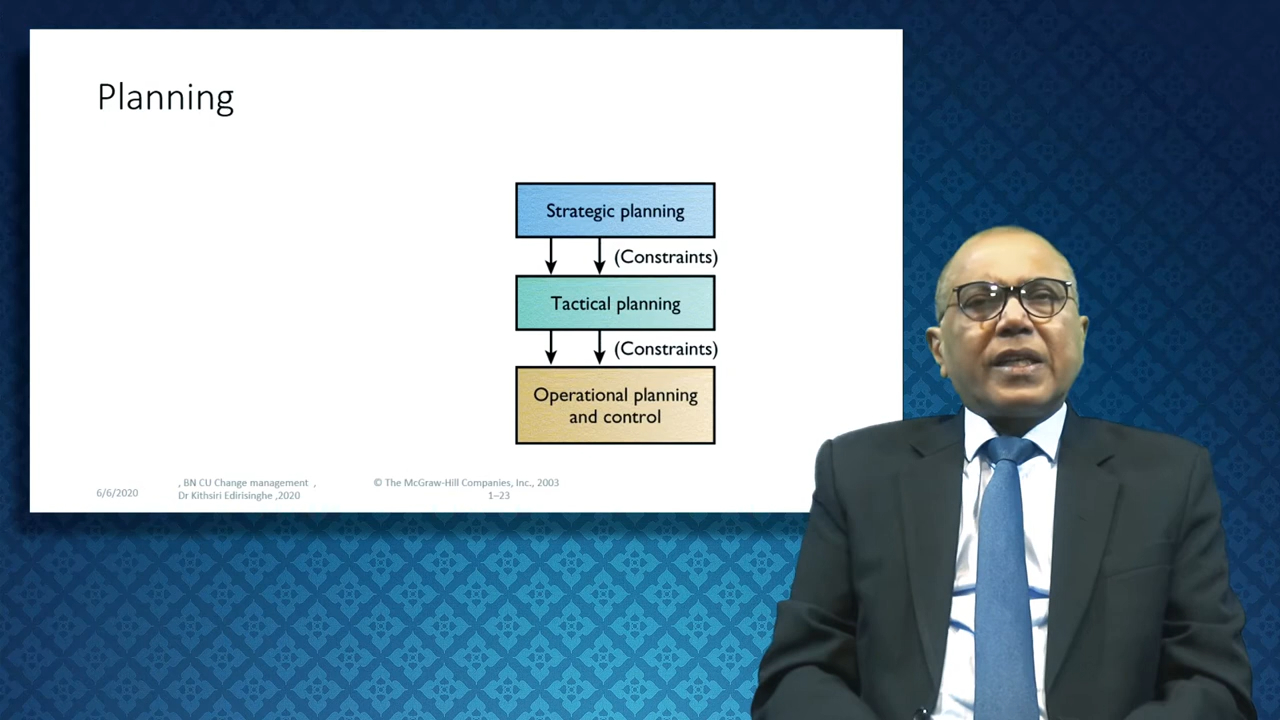 Planning
Strategic planning
(Constraints)
Tactical planning
(Constraints)
Operational planning
and control
6/6/2020
, BN CU Change management ,
Dr Kithsiri Edirisinghe ,2020
© The McGraw-Hill Companies, Inc., 2003
1–23